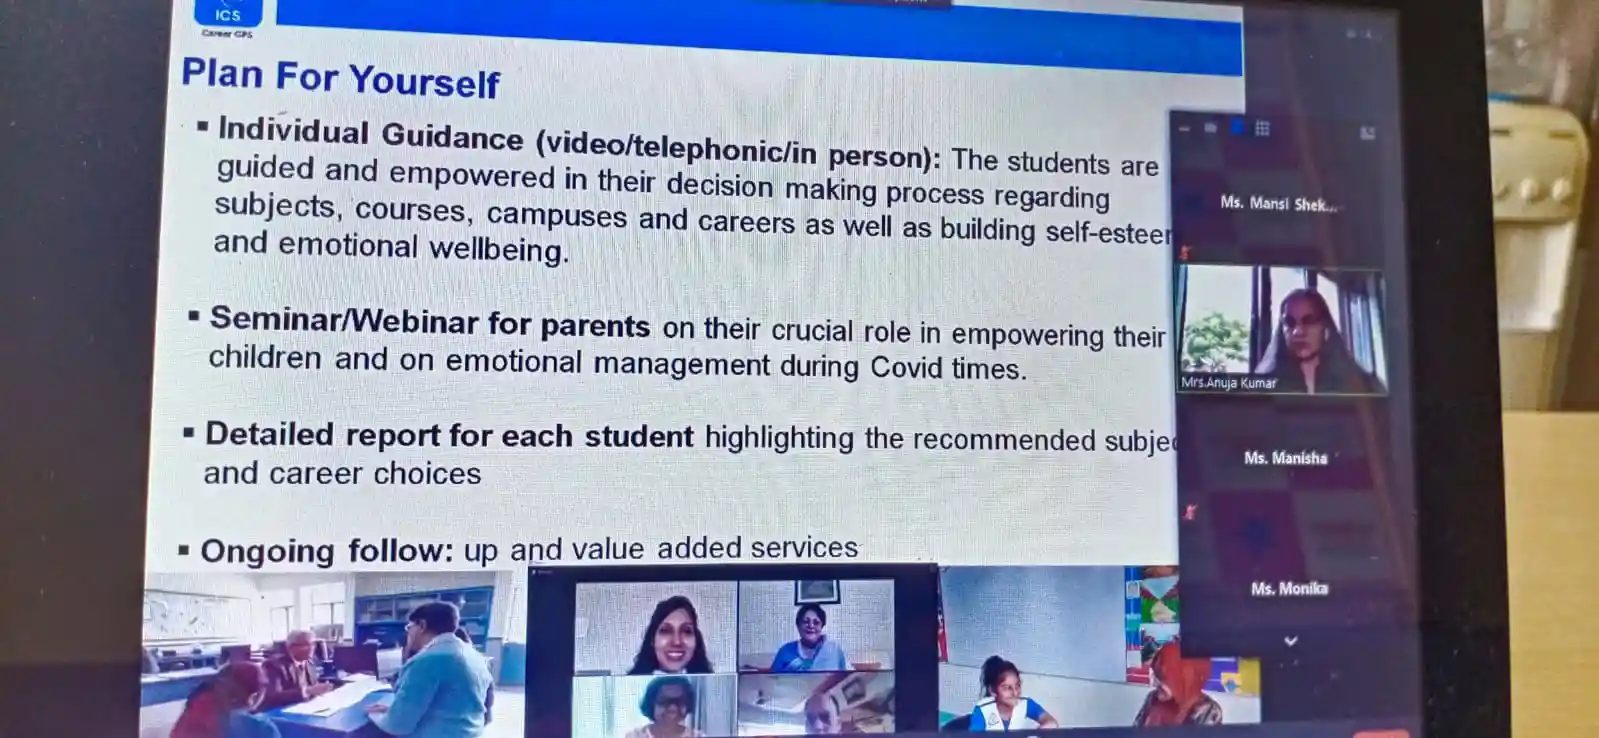 ICS
Career GPS
Plan For Yourself
▪ Individual Guidance (video/telephonic/in person): The students are
guided and empowered in their decision making process regarding
subjects, courses, campuses and careers as well as building self-esteer
and emotional wellbeing.
▪ Seminar/Webinar for parents on their crucial role in empowering their
children and on emotional management during Covid times.
▪ Detailed report for each student highlighting the recommended subjec
and career choices
▪ Ongoing follow: up and value added services
Ms. Mansi Shek...
Mrs.Anuja Kumar
Ms. Manisha
Ms. Monika